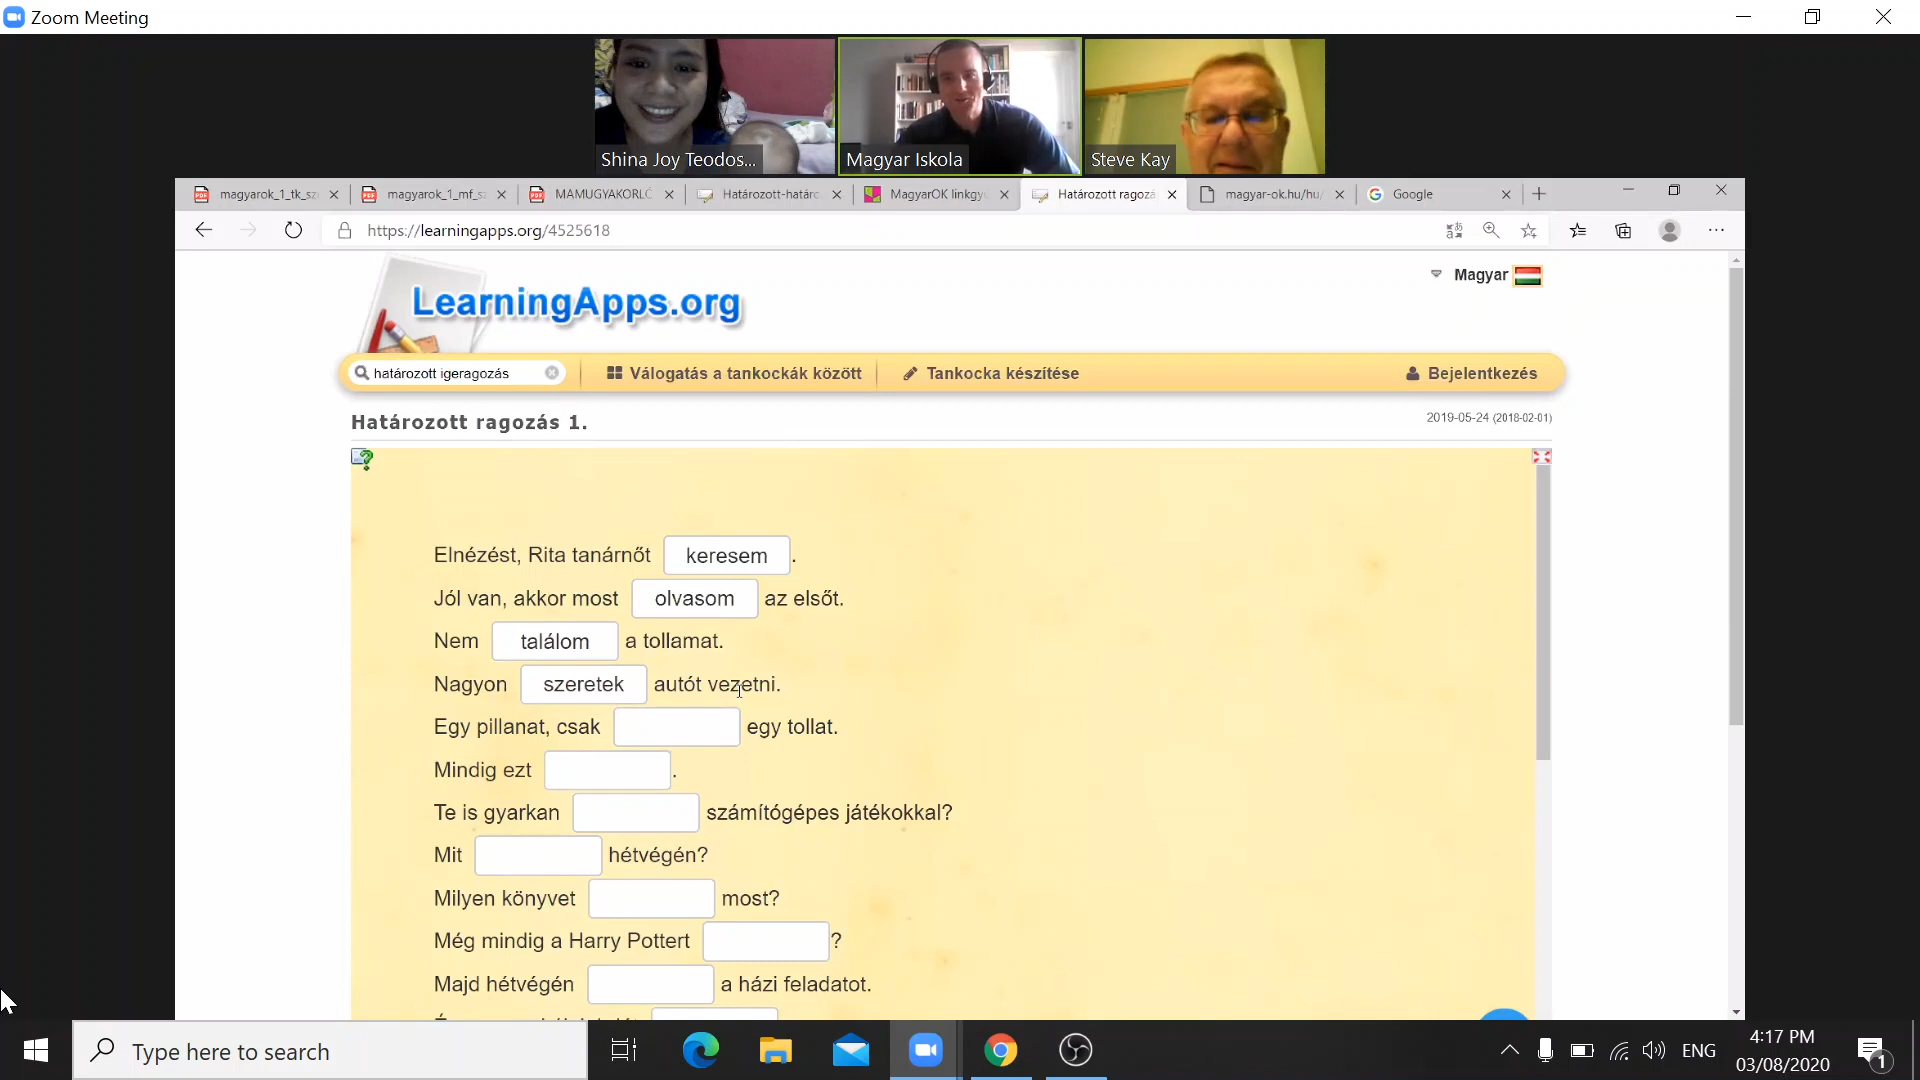 Zoom Meeting
Shina Joy Teodos...
Magyar Iskola
Steve Kay
magyarok_1_tk_sz
magyarok_1_mf_sz
MAMUGYAKORLÓ
Határozott-határo
MagyarOK linkgyű
Határozott ragozá
magyar-ok.hu/hu/
Google
https://learningapps.org/4525618
Magyar
LearningApps.org
határozott igeragozás
Válogatás a tankockák között
Tankocka készítése
Bejelentkezés
Határozott ragozás 1.
2019-05-24 (2018-02-01)
Elnézést, Rita tanárnőt keresem .
Jól van, akkor most olvasom az elsőt.
Nem találom a tollamat.
Nagyon szeretek autót vezetni.
Egy pillanat, csak egy tollat.
Mindig ezt .
Te is gyarkan számítógépes játékokkal?
Mit hétvégén?
Milyen könyvet most?
Még mindig a Harry Pottert ?
Majd hétvégén a házi feladatot.
Type here to search
ENG
4:17 PM
03/08/2020
1